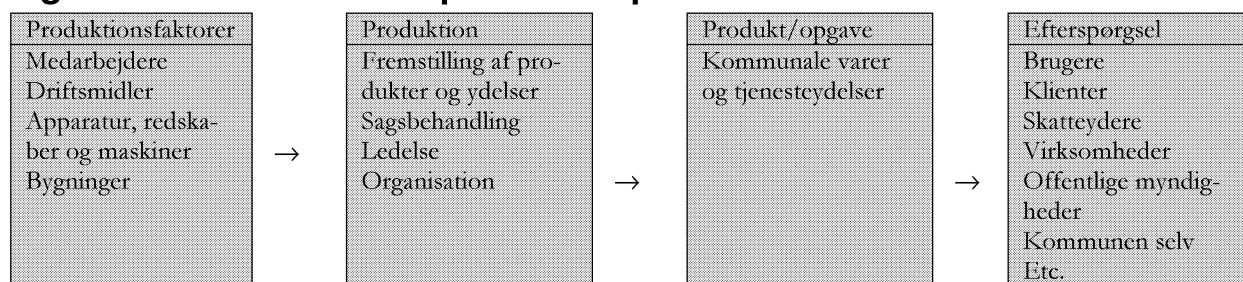 Produktionsfaktorer
Medarbejdere
Driftsmidler
Apparatur, redska-
ber og maskiner
Bygninger
→
Produktion
Fremstilling af pro-
dukter og ydelser
Sagsbehandling
Ledelse
Organisation
→
Produkt/opgave
Kommunale varer
og tjenesteydelser
→
Efterspørgsel
Brugere
Klienter
Skatteydere
Virksomheder
Offentlige myndig-
heder
Kommunen selv
Etc.